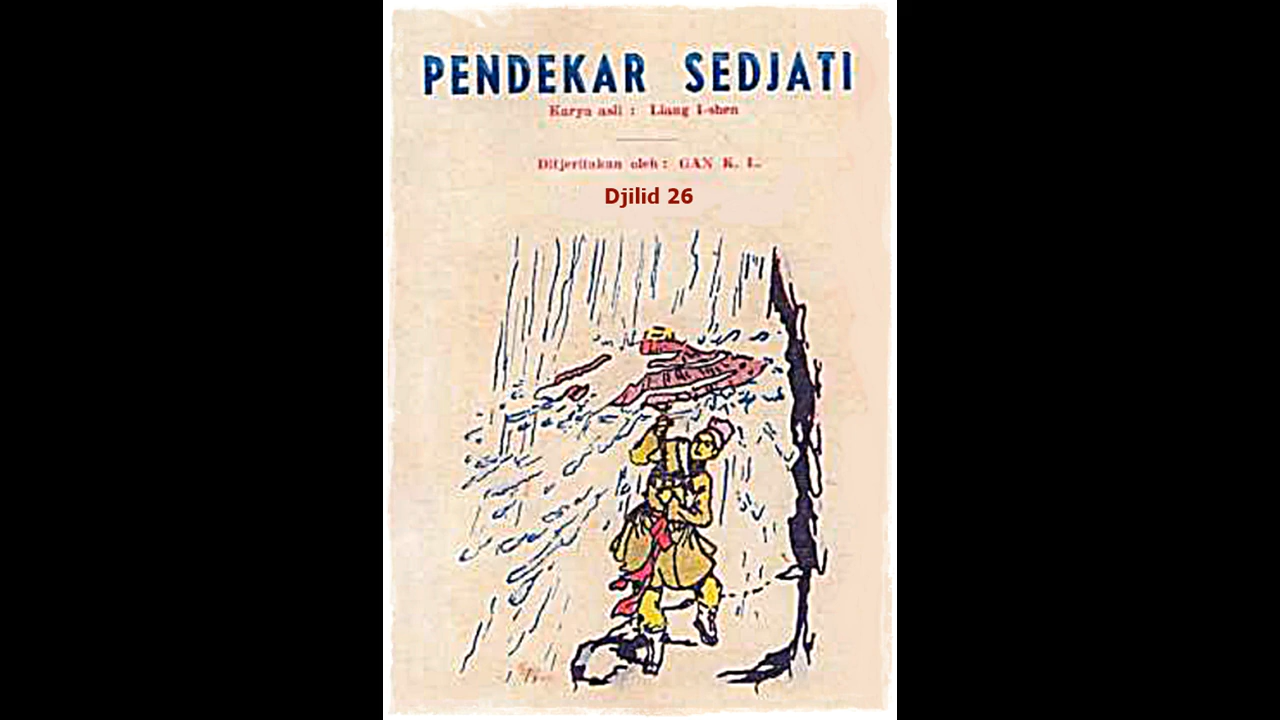 PENDEKAR SEDJATI
Karya asli : Liang I-shen
Ditjeritakan oleh : GAN K. L.
Djilid 26